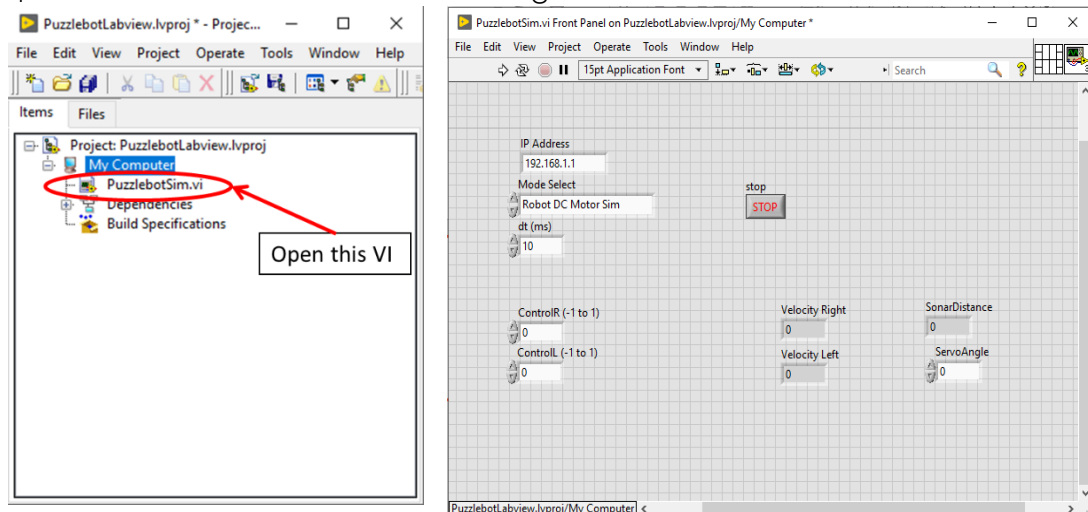 PuzzlebotLabview.lvproj * - Projec...
File Edit View Project Operate Tools Window Help
Items Files
Project: PuzzlebotLabview.lvproj
My Computer
PuzzlebotSim.vi
Dependencies
Build Specifications
Open this VI
PuzzlebotSim.vi Front Panel on PuzzlebotLabview.lvproj/My Computer *
File Edit View Project Operate Tools Window Help
15pt Application Font
Search
IP Address
192.168.1.1
Mode Select
Robot DC Motor Sim
stop
STOP
dt (ms)
10
ControlR (-1 to 1)
0
ControlL (-1 to 1)
0
Velocity Right
0
Velocity Left
0
SonarDistance
0
ServoAngle
0
PuzzlebotLabview.lvproj/My Computer